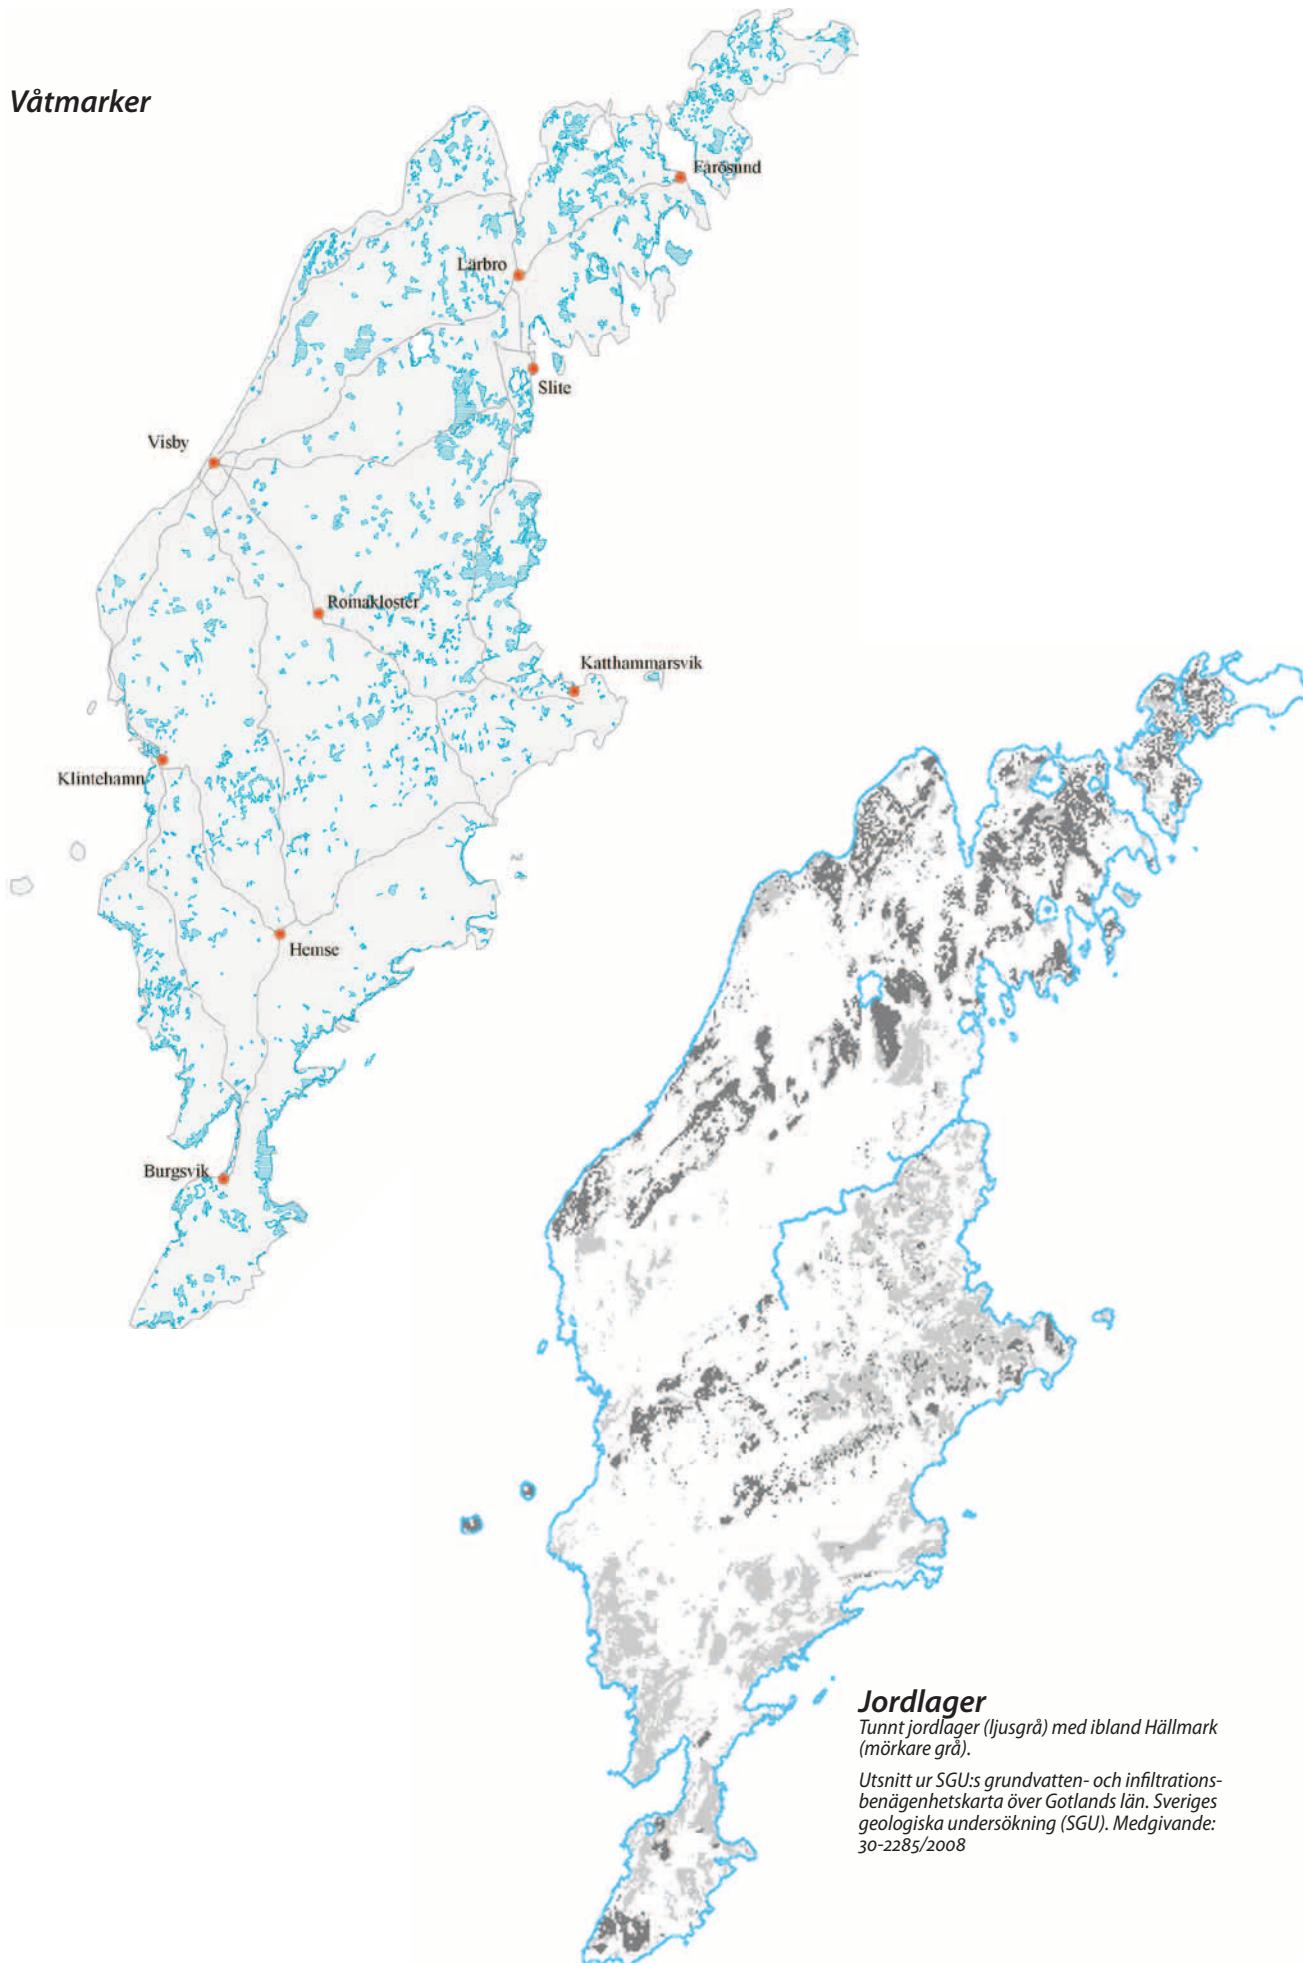 Våtmarker
Fårösund
Lärbro
Slite
Visby
Romakloster
Katthammarsvik
Klintehamn
Hemse
Burgsvik
Jordlager
Tunnt jordlager (ljusgrå) med ibland Hällmark
(mörkare grå).
Utsnitt ur SGU:s grundvatten- och infiltrations-
benägenhetskarta över Gotlands län. Sveriges
geologiska undersökning (SGU). Medgivande:
30-2285/2008